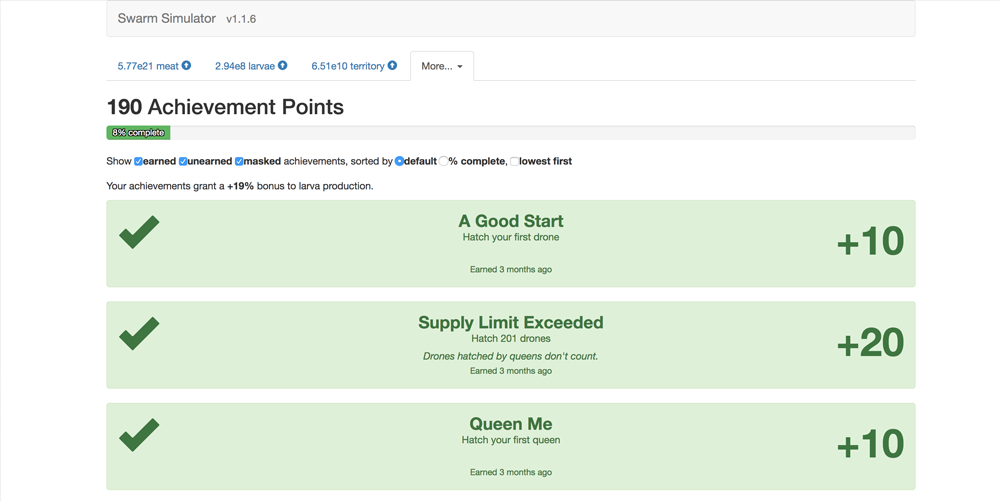 Swarm Simulator v1.1.6
5.77e21 meat 2.94e8 larvae 6.51e10 territory More...
190 Achievement Points
8% complete
Show earned unearned masked achievements, sorted by default % complete, lowest first
Your achievements grant a +19% bonus to larva production.
A Good Start
Hatch your first drone
+10
Earned 3 months ago
Supply Limit Exceeded
Hatch 201 drones
+20
Drones hatched by queens don't count.
Earned 3 months ago
Queen Me
Hatch your first queen
+10
Earned 3 months ago